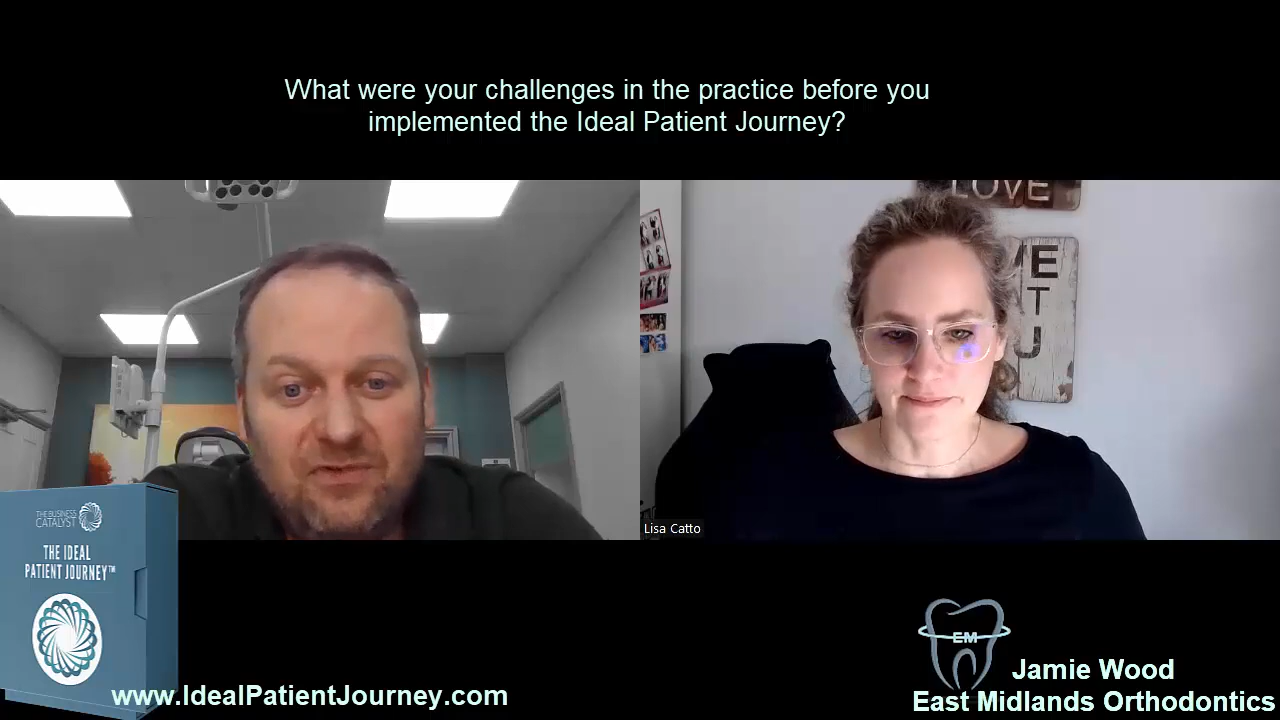 What were your challenges in the practice before you
implemented the Ideal Patient Journey?
LOVE
Lisa Catto
THE BUSINESS
CATALYST
THE IDEAL
PATIENT JOURNEY™
www.IdealPatientJourney.com
EM
Jamie Wood
East Midlands Orthodontics